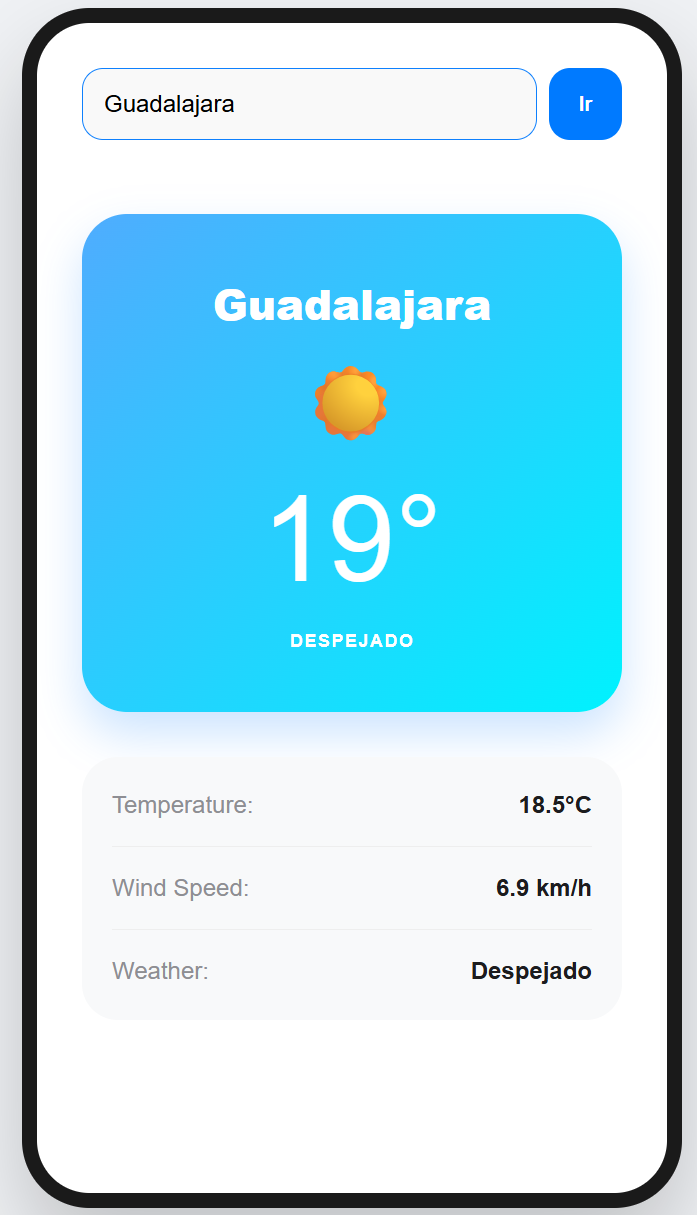 Guadalajara
Ir
Guadalajara
19°
DESPEJADO
Temperature: 18.5°C
Wind Speed: 6.9 km/h
Weather: Despejado